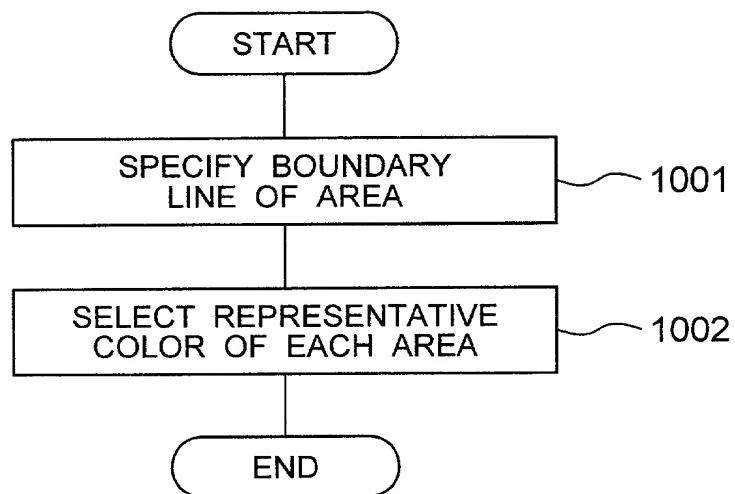 START
SPECIFY BOUNDARY
LINE OF AREA
1001
SELECT REPRESENTATIVE
COLOR OF EACH AREA
1002
END